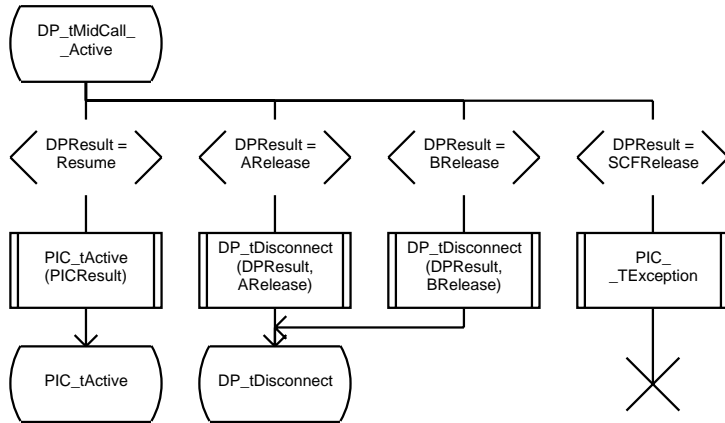 DP_tMidCall_
_Active
DPResult =
Resume
DPResult =
ARelease
DPResult =
BRelease
DPResult =
SCFRelease
PIC_tActive
(PICResult)
DP_tDisconnect
(DPResult,
ARelease)
DP_tDisconnect
(DPResult,
BRelease)
PIC_
_TException
PIC_tActive
DP_tDisconnect